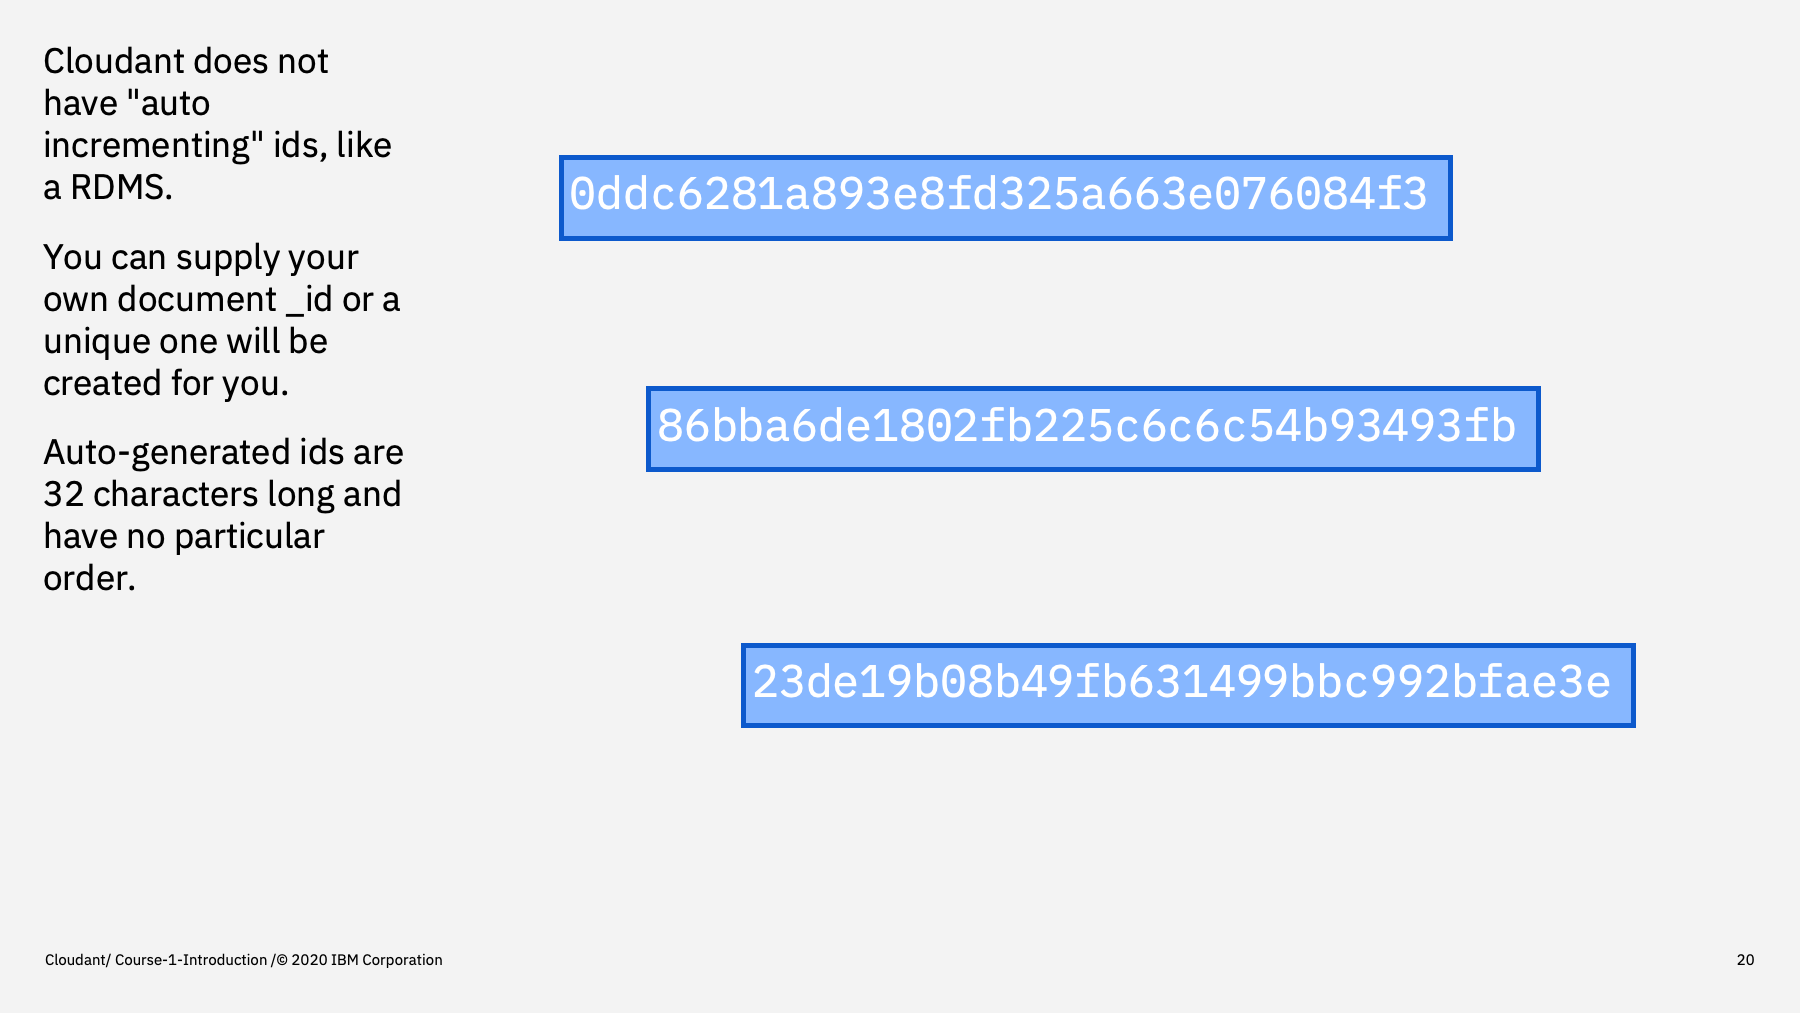 Cloudant does not
have "auto
incrementing" ids, like
a RDMS.
You can supply your
own document _id or a
unique one will be
created for you.
Auto-generated ids are
32 characters long and
have no particular
order.
0ddc6281a893e8fd325a663e076084f3
86bba6de1802fb225c6c6c54b93493fb
23de19b08b49fb631499bbc992bfae3e
Cloudant/ Course-1-Introduction /© 2020 IBM Corporation
20